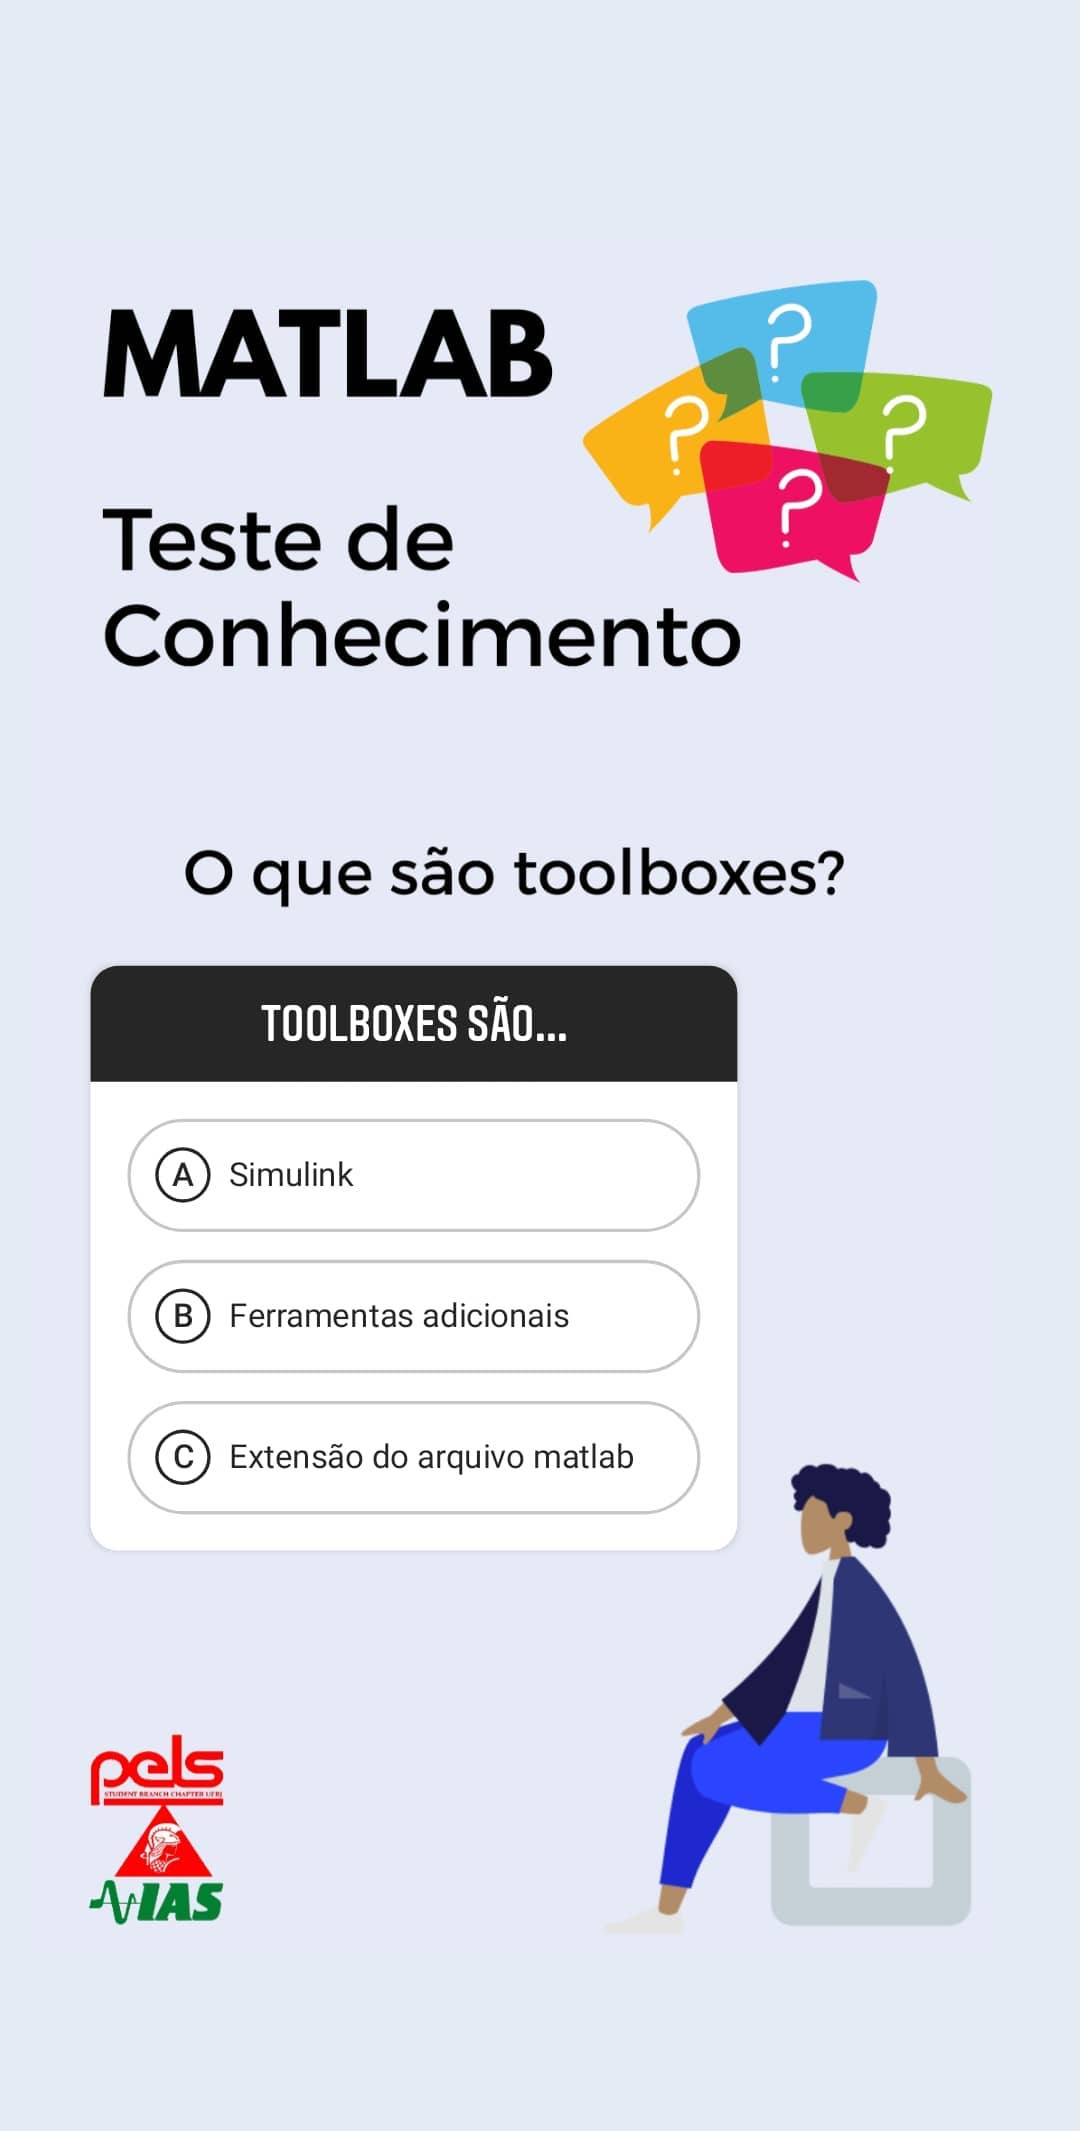 MATLAB
? ? ? ?
Teste de
Conhecimento
O que são toolboxes?
TOOLBOXES SÃO...
A Simulink
B Ferramentas adicionais
C Extensão do arquivo matlab
pels
STUDENT BRANCH CHAPTER UFRJ
IAS